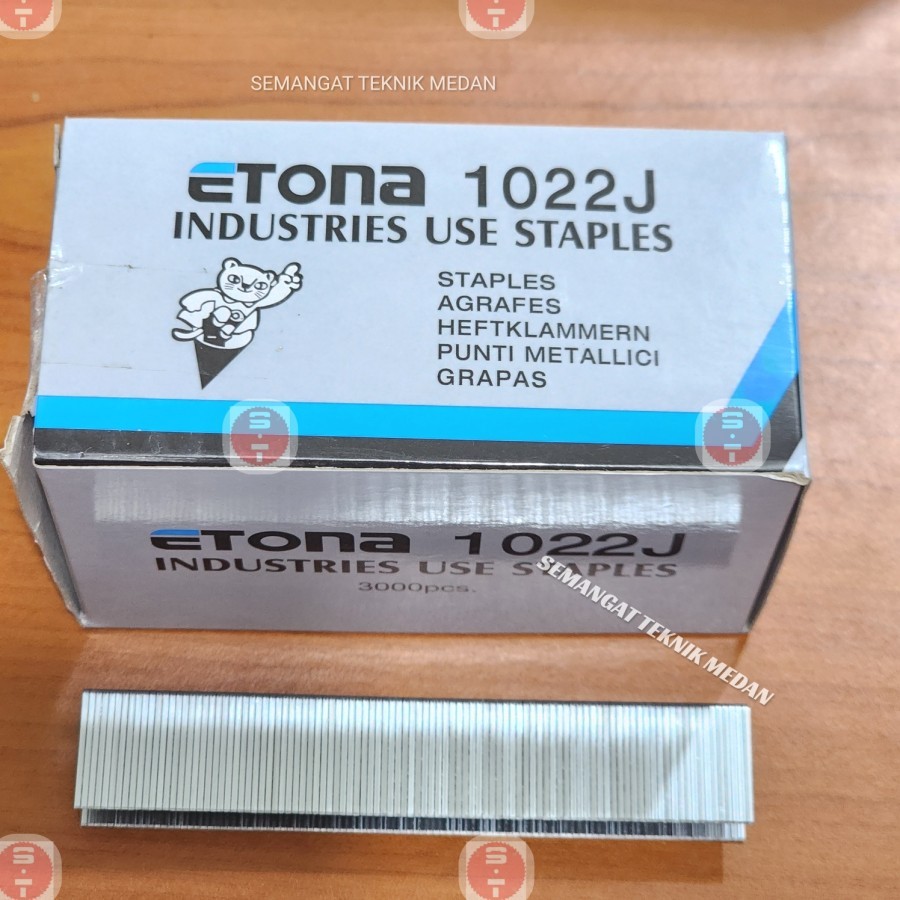 SEMANGAT TEKNIK MEDAN
ETONA 1022J
INDUSTRIES USE STAPLES
STAPLES
AGRAFES
HEFTKLAMMERN
PUNTI METALLICI
GRAPAS
S·T
S·T
ETONA 1022J
INDUSTRIES USE STAPLES
3000pcs.
SEMANGAT TEKNIK MEDAN
S·T
S·T